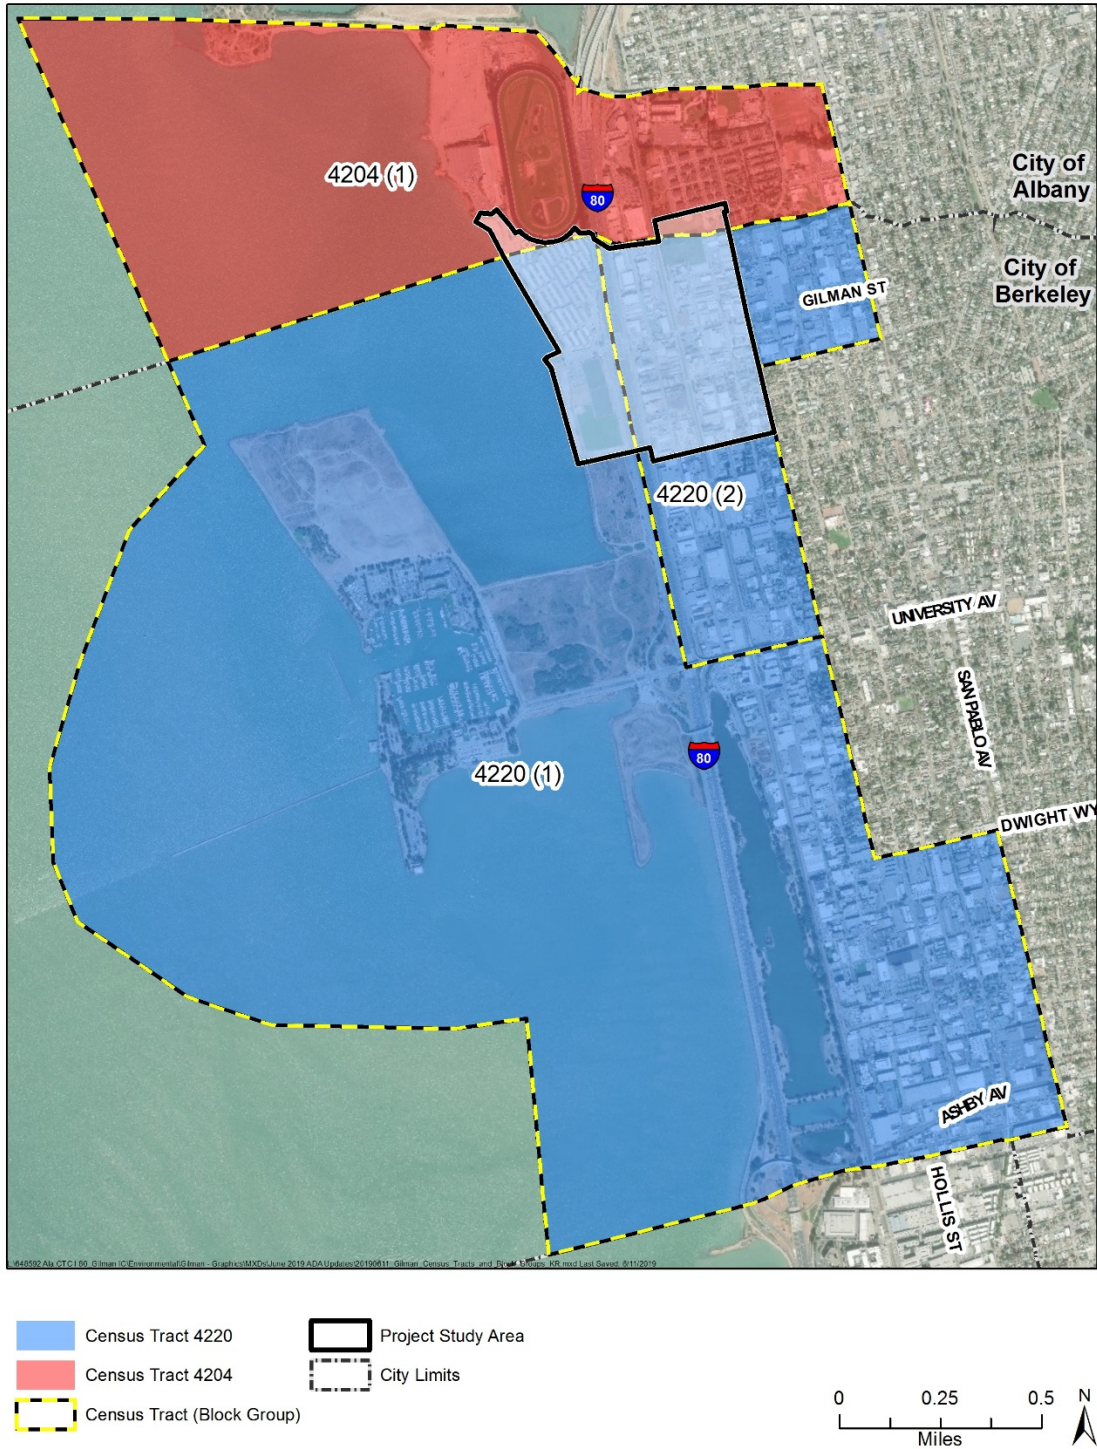 4204 (1)
80
City of
Albany
City of
Berkeley
GILMAN ST
4220 (2)
UNIVERSITY AV
SAN PABLO AV
80
4220 (1)
DWIGHT WY
ASHBY AV
HOLLIS ST
Census Tract 4220
Project Study Area
Census Tract 4204
City Limits
Census Tract (Block Group)
0 0.25 0.5
Miles
N